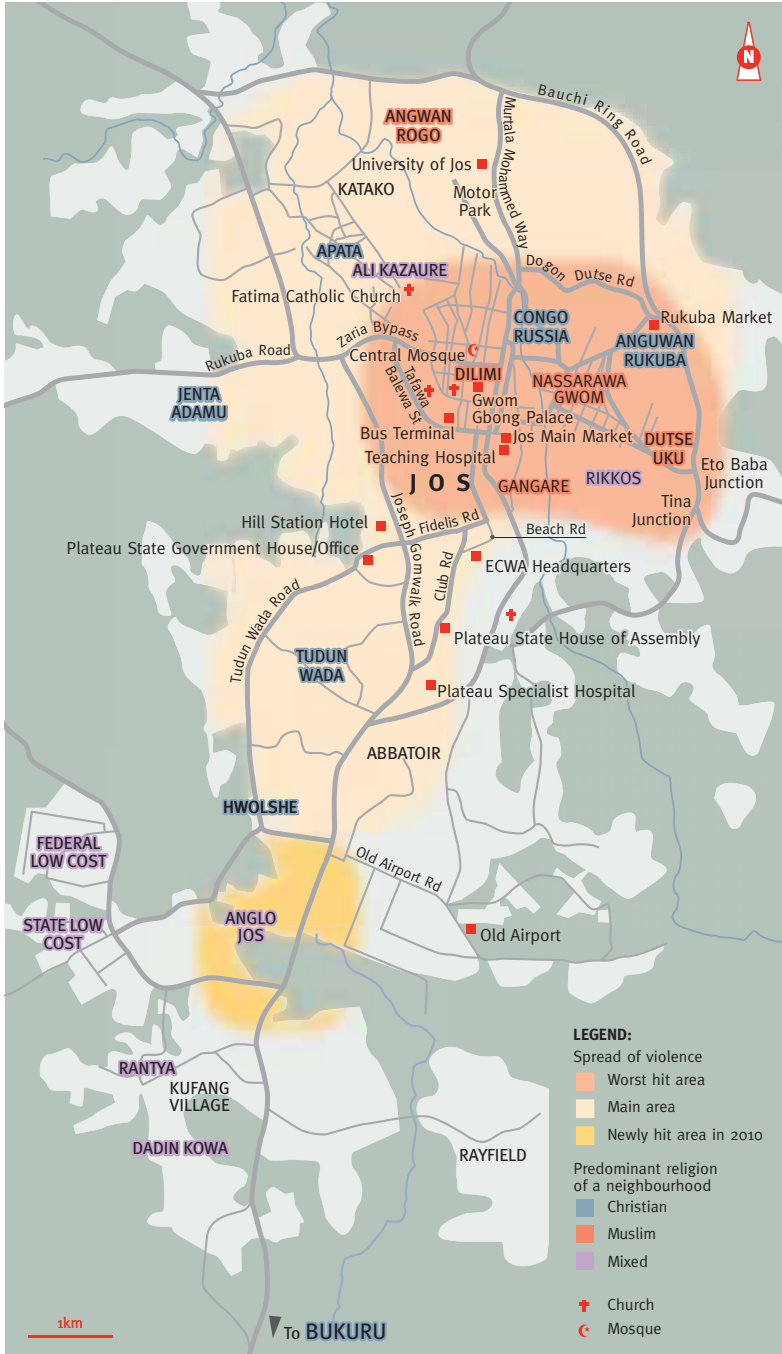 N
Bauchi Ring Road
Murtala Mohammed Way
ANGWAN
ROGO
University of Jos
KATAKO
Motor
Park
APATA
ALI KAZAURE
Dogon Dutse Rd
Fatima Catholic Church
CONGO
RUSSIA
Rukuba Market
ANGUWAN
RUKUBA
Zaria Bypass
Rukuba Road
Central Mosque
Tafawa
Balewa St
DILIMI
NASSARAWA
GWOM
JENTA
ADAMU
Gwom
Gbong Palace
Bus Terminal
Jos Main Market
DUTSE
UKU
Teaching Hospital
Eto Baba
Junction
JOS
GANGARE
RIKKOS
Tina
Junction
Hill Station Hotel
Joseph Gomwalk Road
Fidelis Rd
Beach Rd
Plateau State Government House/Office
Club Rd
ECWA Headquarters
Tudun Wada Road
Plateau State House of Assembly
TUDUN
WADA
Plateau Specialist Hospital
ABBATOIR
HWOLSHE
FEDERAL
LOW COST
Old Airport Rd
STATE LOW
COST
ANGLO
JOS
Old Airport
LEGEND:
Spread of violence
Worst hit area
Main area
Newly hit area in 2010
Predominant religion
of a neighbourhood
Christian
Muslim
Mixed
Church
Mosque
RANTYA
KUFANG
VILLAGE
DADIN KOWA
RAYFIELD
1km
To BUKURU